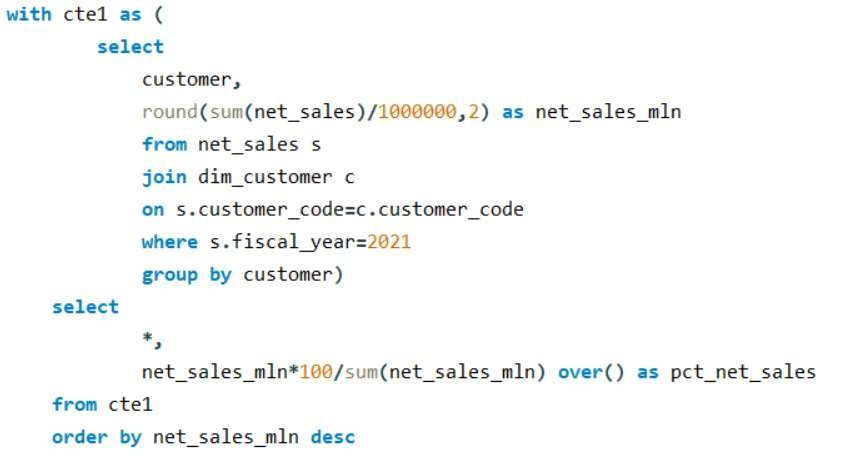 with cte1 as (
select
customer,
round(sum(net_sales)/1000000,2) as net_sales_mln
from net_sales s
join dim_customer c
on s.customer_code=c.customer_code
where s.fiscal_year=2021
group by customer)
select
*,
net_sales_mln*100/sum(net_sales_mln) over() as pct_net_sales
from cte1
order by net_sales_mln desc